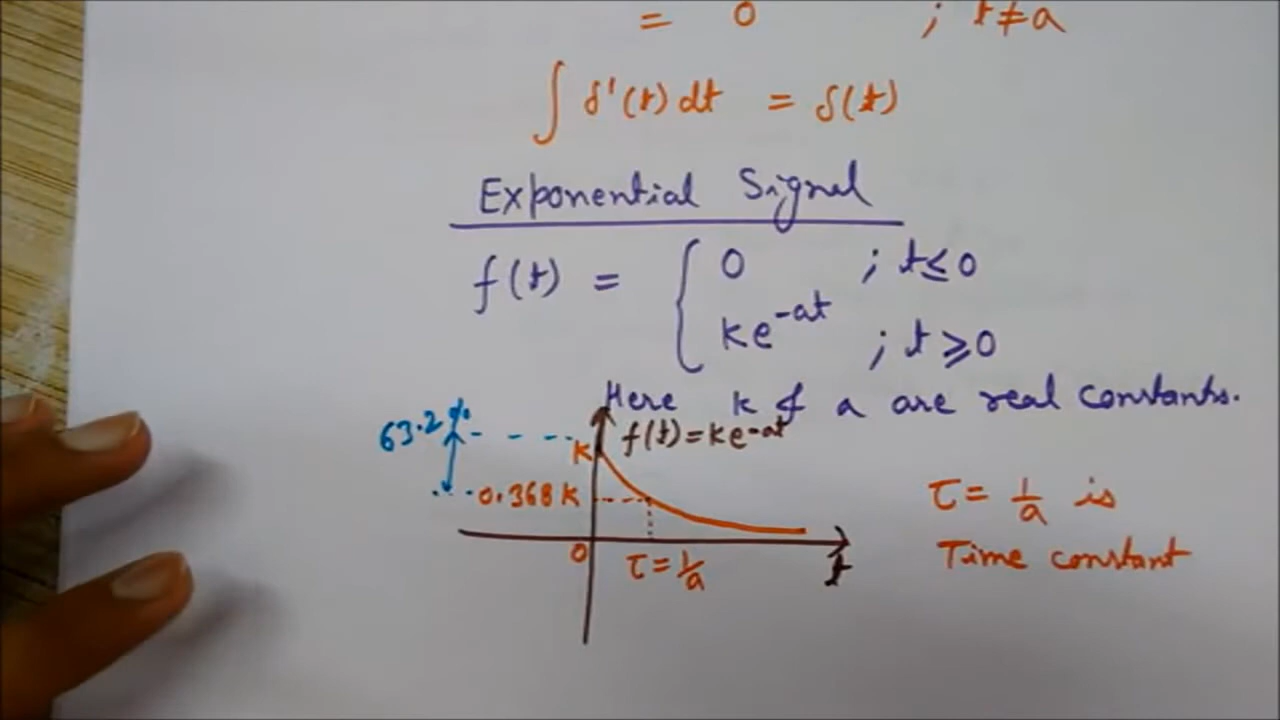 = 0 ; t≠a
∫ δ'(t) dt = δ(t)
Exponential Signal
f(t) = { 0 ; t≤0
ke^-at ; t≥0
Here k & a are real constants.
63.2%
k
f(t)=ke^-at
0.368 k
0
τ=1/a
t
τ= 1/a is
Time constant